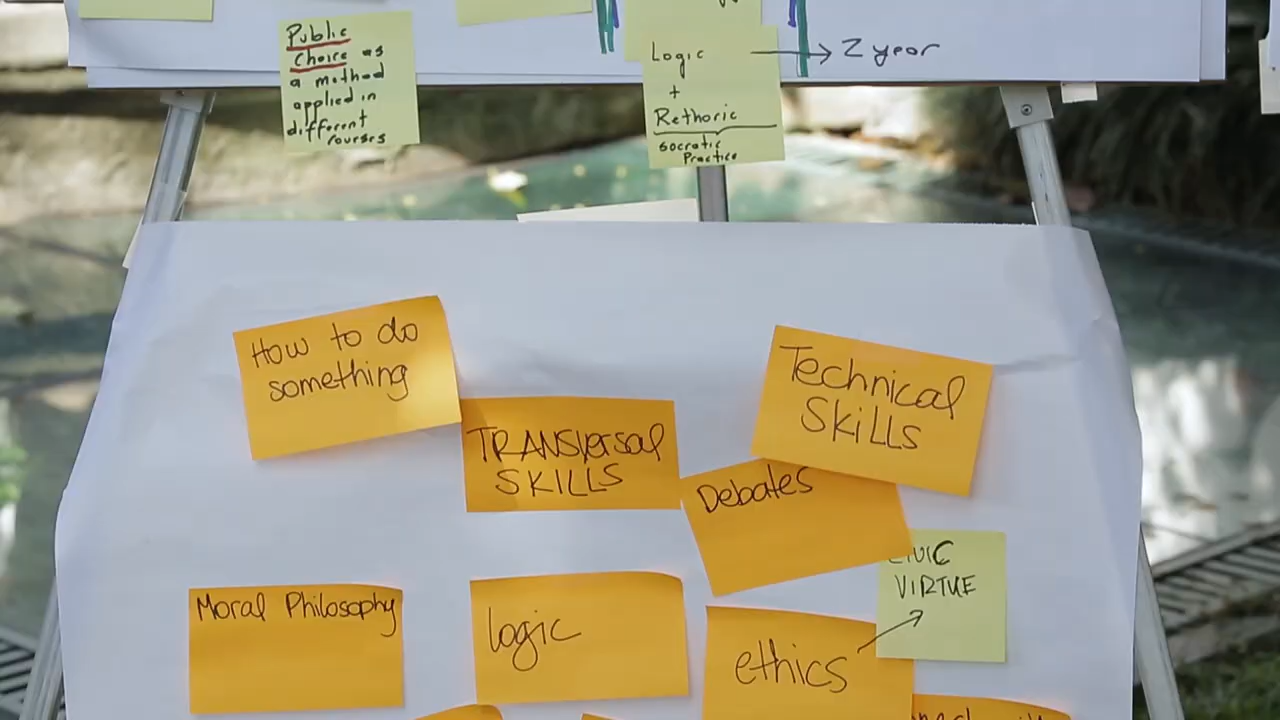 Public
Choice as
a method
applied in
different
courses
Logic → 2 year
+
Rethoric
socratic
Practice
How to do
something
TRANSversal
SKILLS
Technical
SKILLS
Debates
CIVIC
VIRTUE
Moral Philosophy
logic
ethics